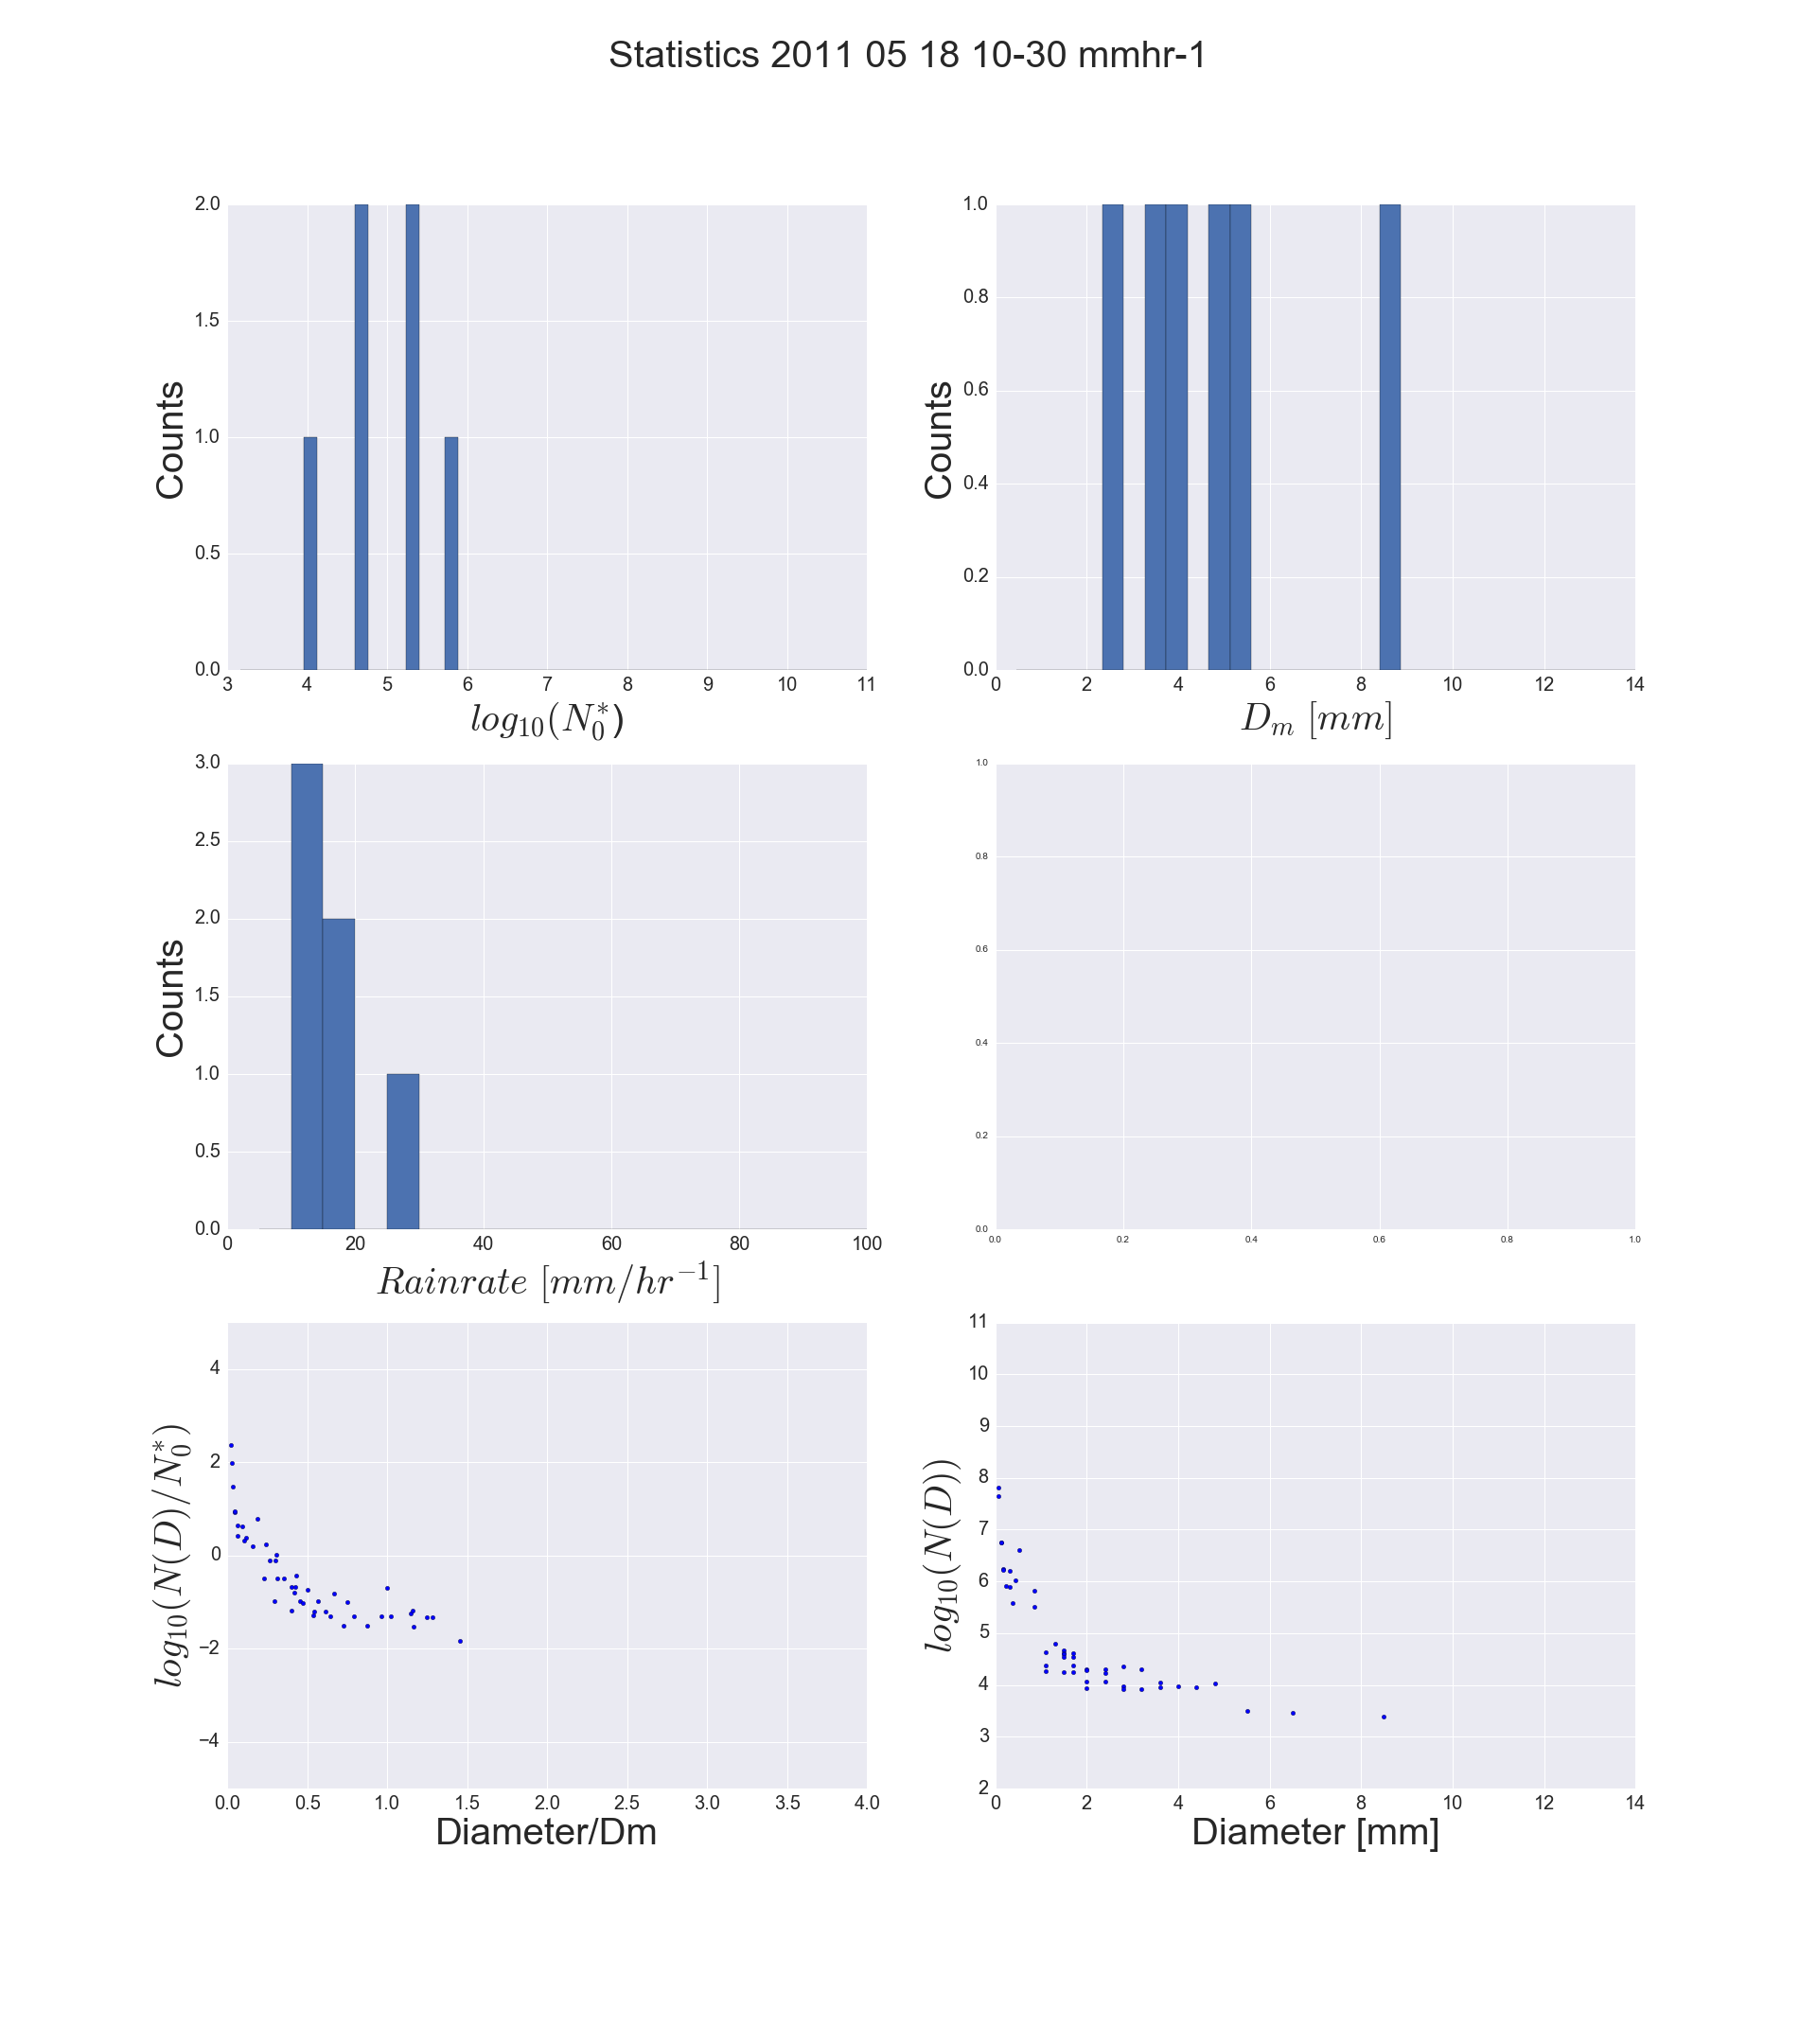 Statistics 2011 05 18 10-30 mmhr-1
2.0
1.5
1.0
0.5
0.0
Counts
3 4 5 6 7 8 9 10 11
log₁₀(N₀*)
1.0
0.8
0.6
0.4
0.2
0.0
Counts
0 2 4 6 8 10 12 14
Dₘ [mm]
3.0
2.5
2.0
1.5
1.0
0.5
0.0
Counts
0 20 40 60 80 100
Rainrate [mm/hr⁻¹]
1.0
0.8
0.6
0.4
0.2
0.0
0.0 0.2 0.4 0.6 0.8 1.0
4
2
0
−2
−4
log₁₀(N(D)/N₀*)
0.0 0.5 1.0 1.5 2.0 2.5 3.0 3.5 4.0
Diameter/Dm
11
10
9
8
7
6
5
4
3
2
log₁₀(N(D))
0 2 4 6 8 10 12 14
Diameter [mm]